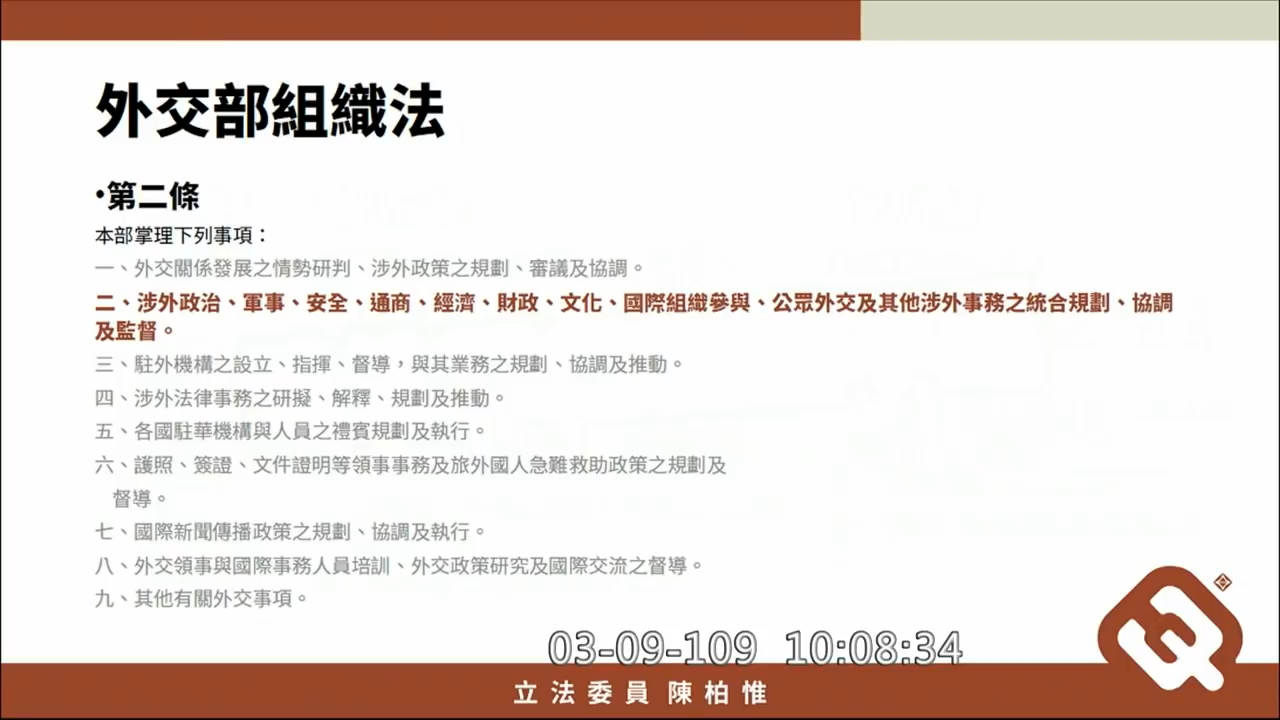 外交部組織法
•第二條
本部掌理下列事項：
一、外交關係發展之情勢研判、涉外政策之規劃、審議及協調。
二、涉外政治、軍事、安全、通商、經濟、財政、文化、國際組織參與、公眾外交及其他涉外事務之統合規劃、協調
及監督。
三、駐外機構之設立、指揮、督導，與其業務之規劃、協調及推動。
四、涉外法律事務之研擬、解釋、規劃及推動。
五、各國駐華機構與人員之禮賓規劃及執行。
六、護照、簽證、文件證明等領事事務及旅外國人急難救助政策之規劃及
督導。
七、國際新聞傳播政策之規劃、協調及執行。
八、外交領事與國際事務人員培訓、外交政策研究及國際交流之督導。
九、其他有關外交事項。
03-09-109 10:08:34
立法委員 陳柏惟